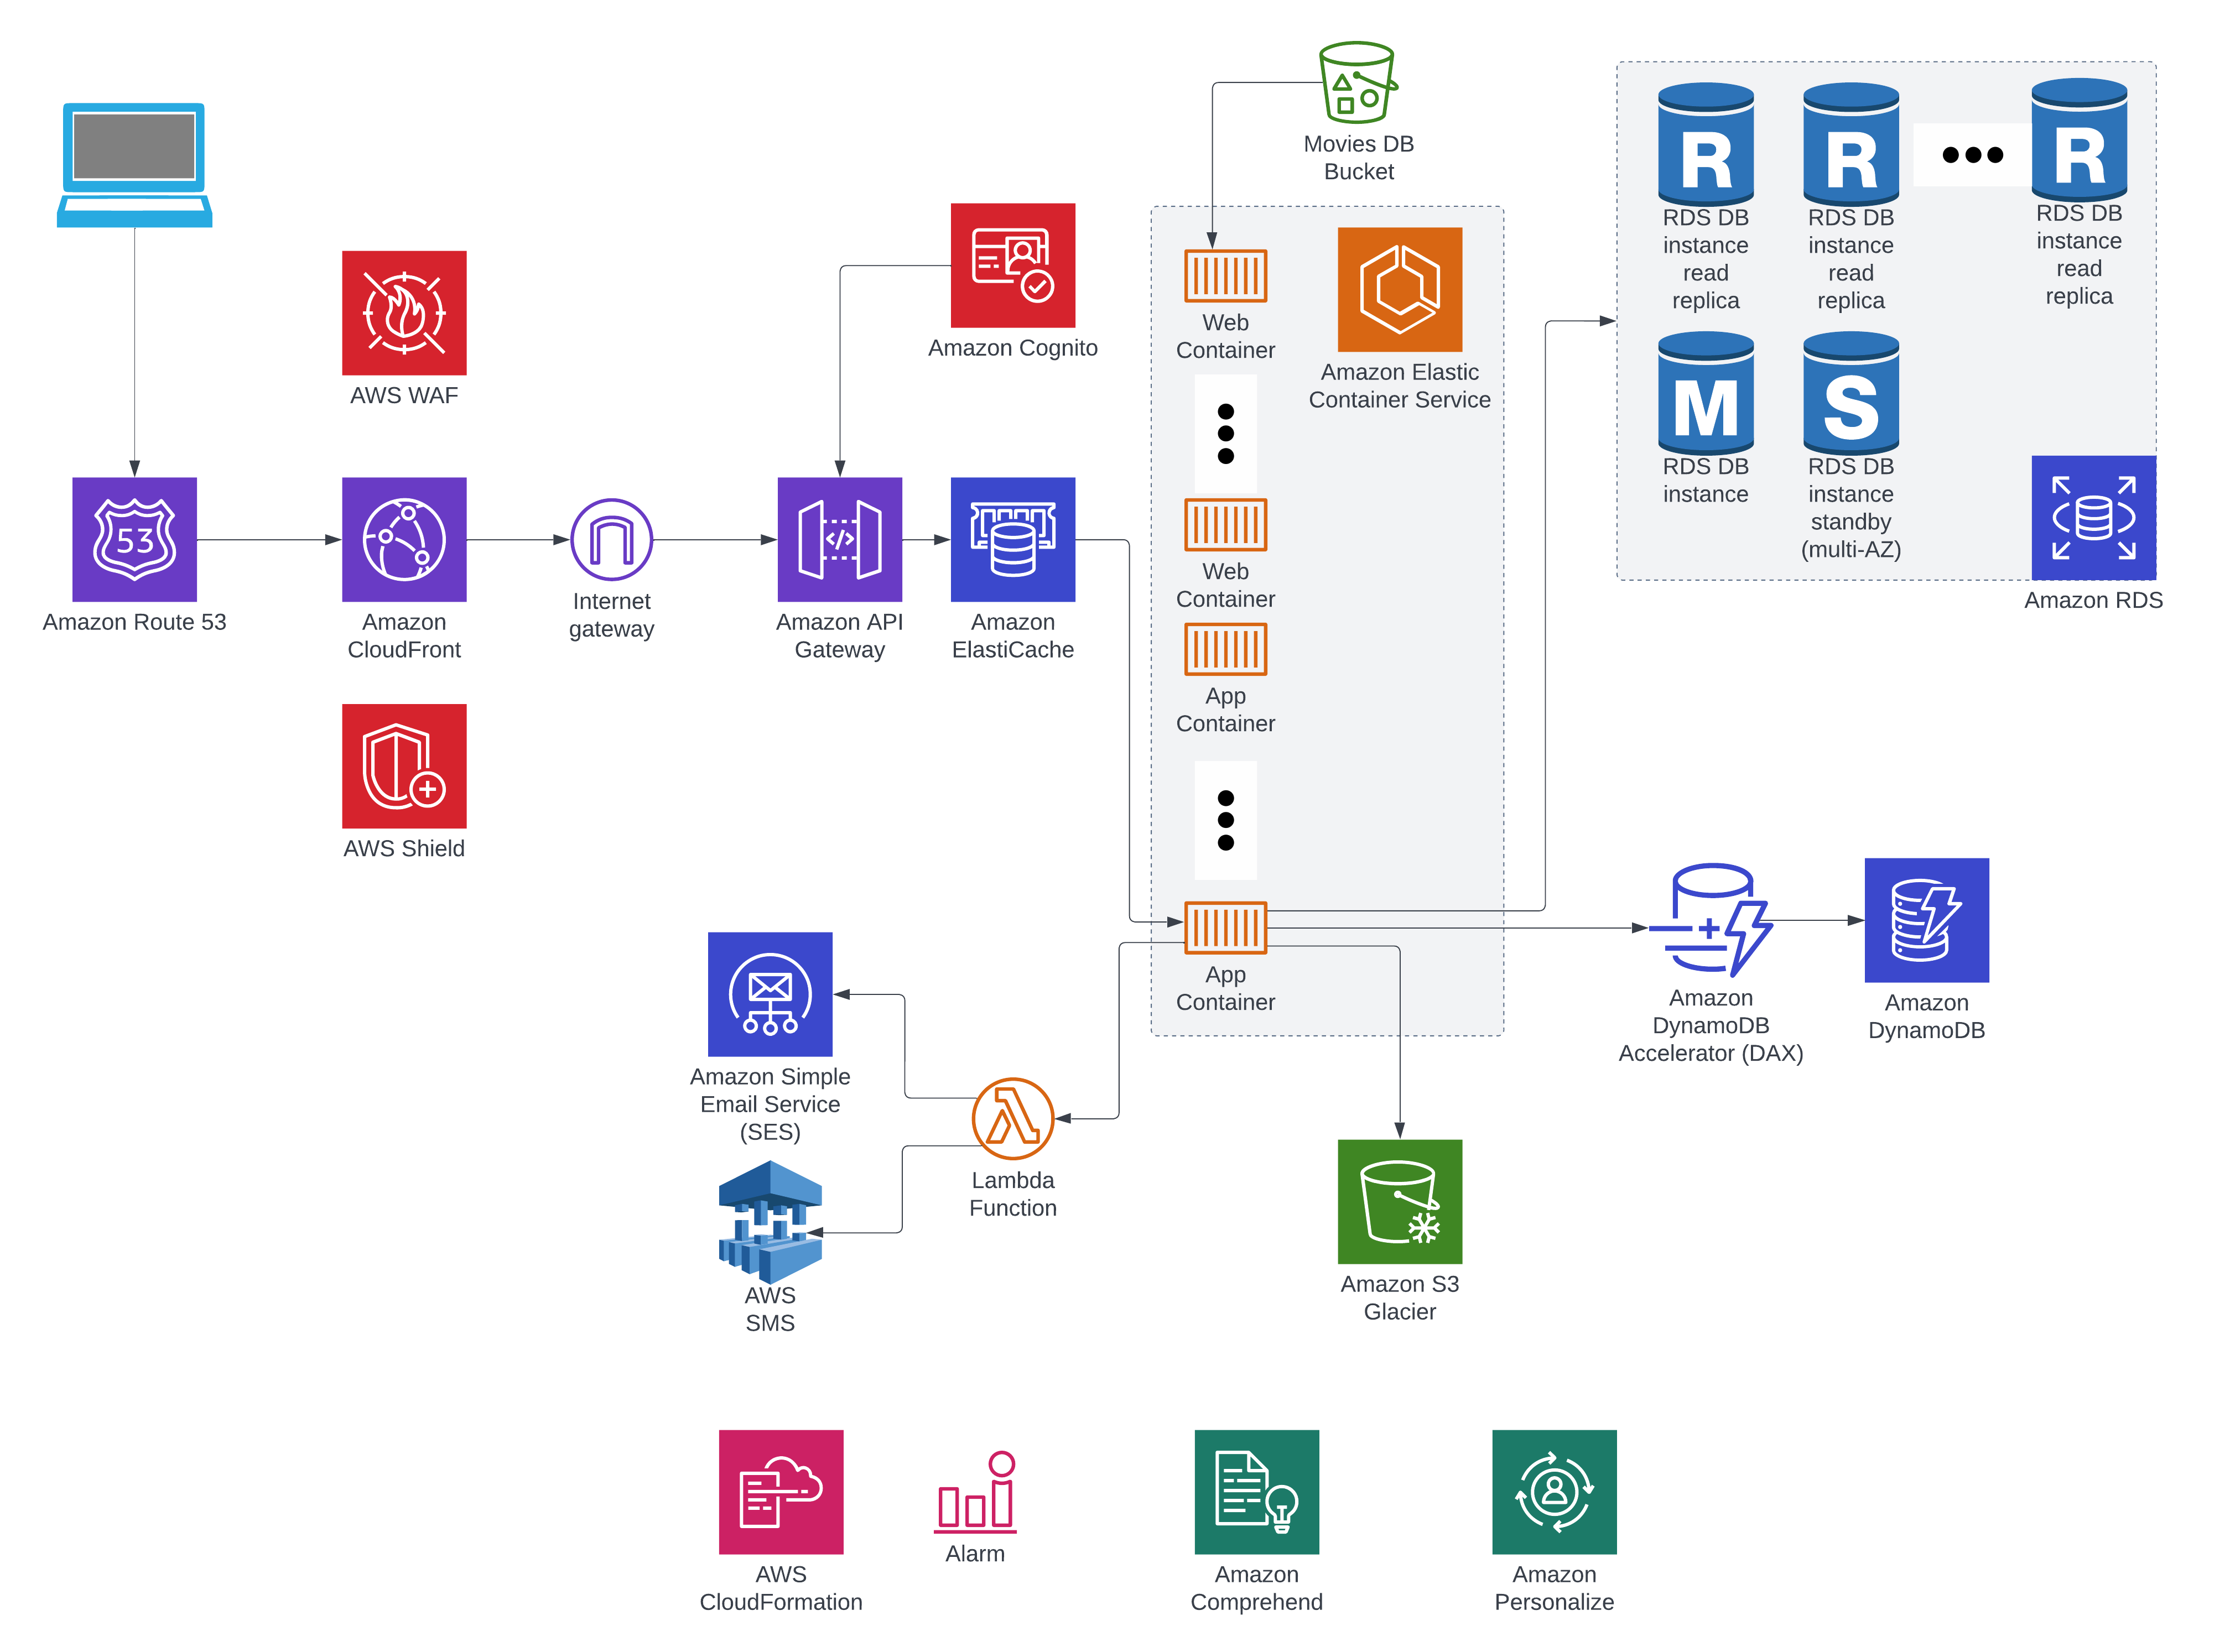 Movies DB
Bucket
R
R
R
RDS DB
instance
read
replica
RDS DB
instance
read
replica
RDS DB
instance
read
replica
M
S
RDS DB
instance
RDS DB
instance
standby
(multi-AZ)
Amazon RDS
AWS WAF
Amazon Cognito
Web
Container
Amazon Elastic
Container Service
53
Amazon Route 53
Amazon
CloudFront
Internet
gateway
</>
Amazon API
Gateway
Amazon
ElastiCache
Web
Container
App
Container
AWS Shield
App
Container
Amazon
DynamoDB
Accelerator (DAX)
Amazon
DynamoDB
Amazon Simple
Email Service
(SES)
Lambda
Function
AWS
SMS
Amazon S3
Glacier
AWS
CloudFormation
Alarm
Amazon
Comprehend
Amazon
Personalize